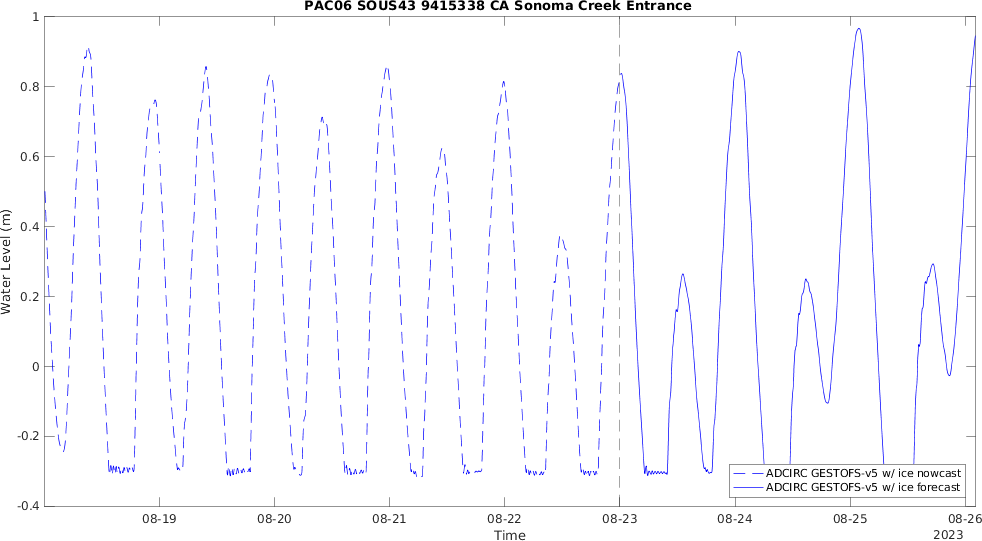 PAC06 SOUS43 9415338 CA Sonoma Creek Entrance
1
0.8
0.6
0.4
0.2
0
-0.2
-0.4
Water Level (m)
ADCIRC GESTOFS-v5 w/ ice nowcast
ADCIRC GESTOFS-v5 w/ ice forecast
08-19 08-20 08-21 08-22 08-23 08-24 08-25 08-26
Time
2023